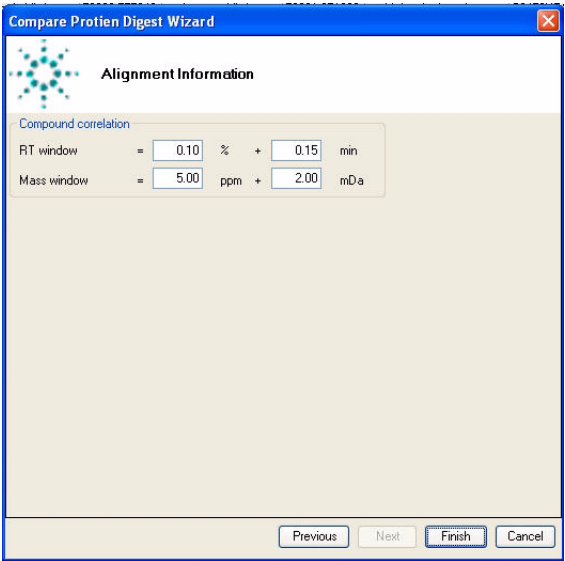 Compare Protien Digest Wizard
Alignment Information
Compound correlation
RT window = 0.10 % + 0.15 min
Mass window = 5.00 ppm + 2.00 mDa
Previous Next Finish Cancel